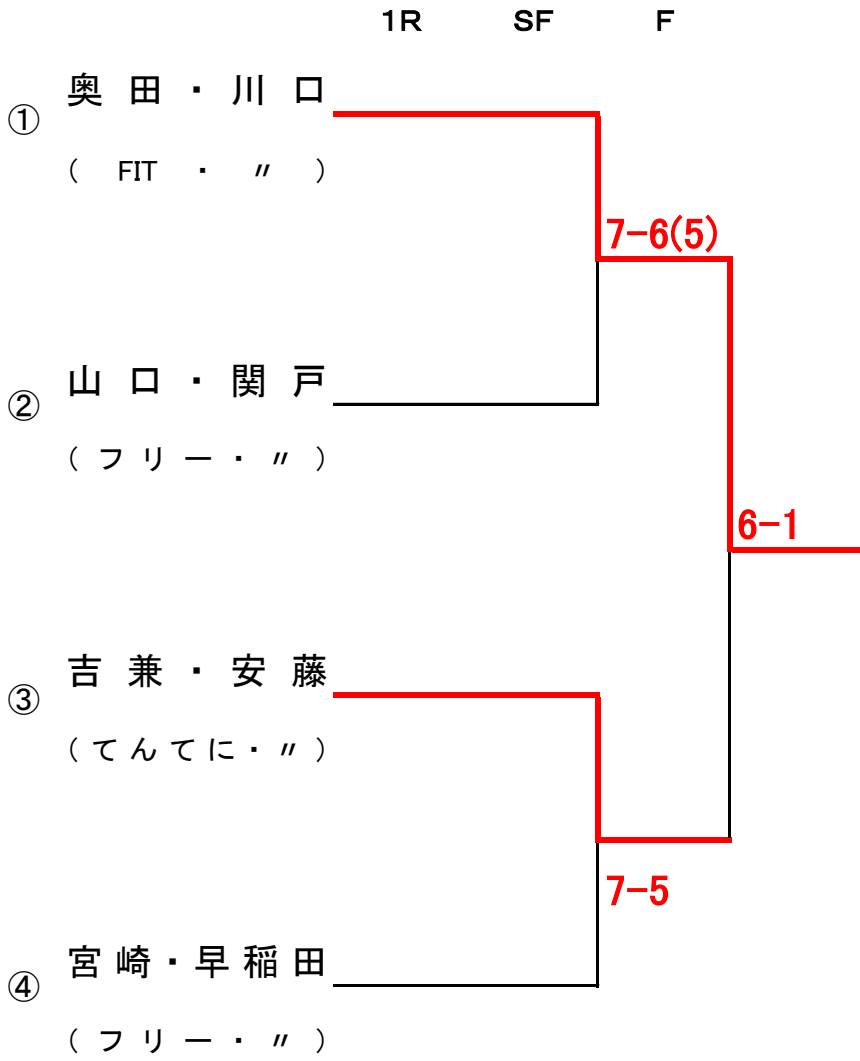 1R SF F
① 奥田・川口
(FIT・〃)
7-6(5)
② 山口・関戸
(フリー・〃)
6-1
③ 吉兼・安藤
(てんてに・〃)
7-5
④ 宮崎・早稲田
(フリー・〃)